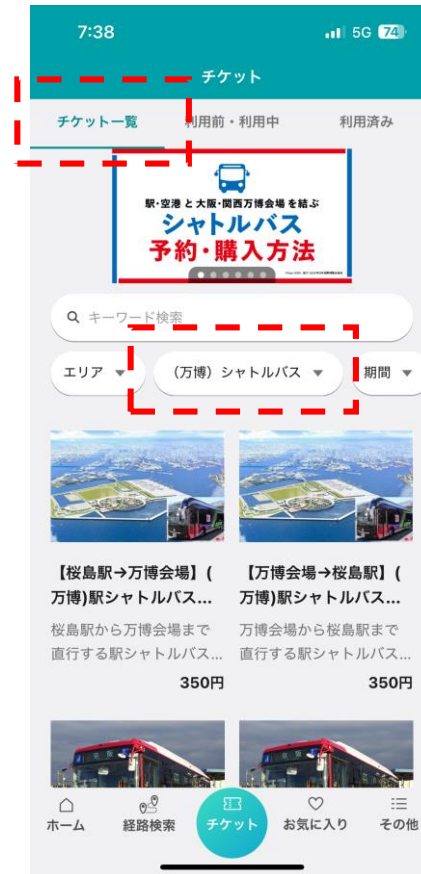 7:38
5G 74
チケット
チケット一覧 利用前・利用中 利用済み
駅・空港 と 大阪・関西万博会場 を 結ぶ
シャトルバス
予約・購入方法
キーワード検索
エリア ▼ (万博) シャトルバス ▼ 期間 ▼
【桜島駅→万博会場】(
万博)駅シャトルバス...
桜島駅から万博会場まで
直行する駅シャトルバス...
350円
【万博会場→桜島駅】(
万博)駅シャトルバス...
万博会場から桜島駅まで
直行する駅シャトルバス...
350円
ホーム 経路検索 チケット お気に入り その他